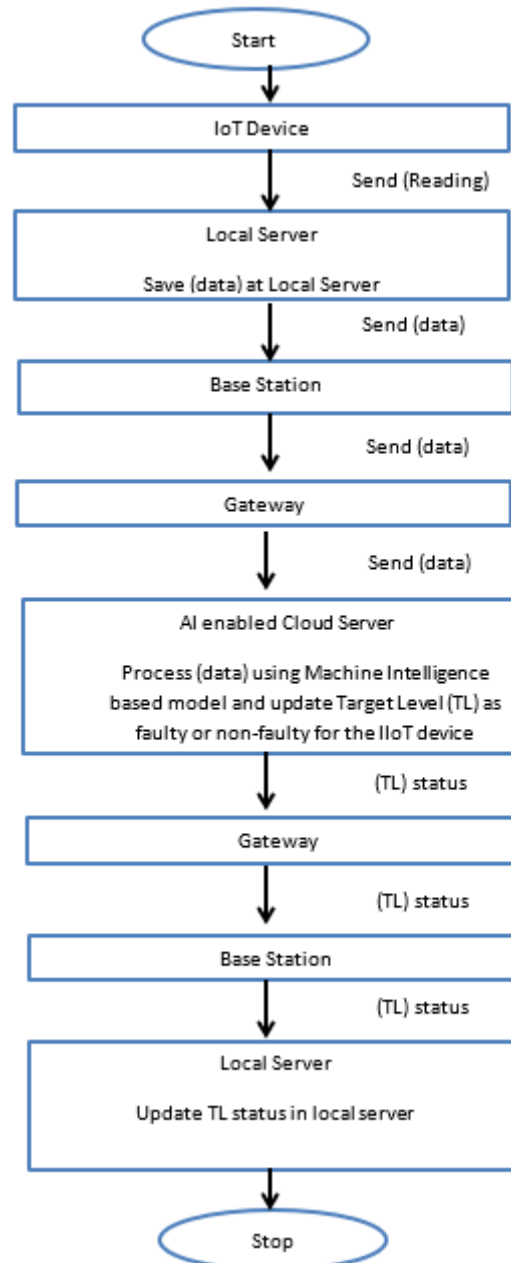 Start
IoT Device
Send (Reading)
Local Server
Save (data) at Local Server
Send (data)
Base Station
Send (data)
Gateway
Send (data)
AI enabled Cloud Server
Process (data) using Machine Intelligence
based model and update Target Level (TL) as
faulty or non-faulty for the IIoT device
(TL) status
Gateway
(TL) status
Base Station
(TL) status
Local Server
Update TL status in local server
Stop